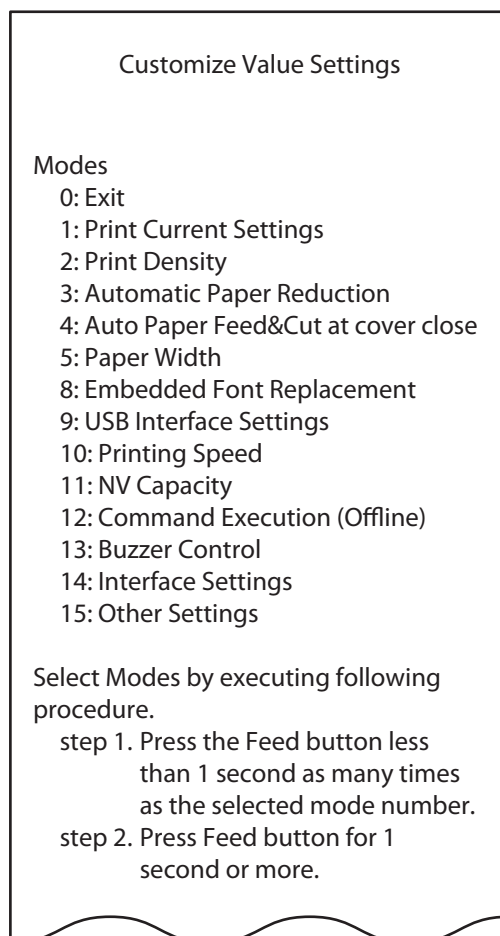 Customize Value Settings
Modes
0: Exit
1: Print Current Settings
2: Print Density
3: Automatic Paper Reduction
4: Auto Paper Feed&Cut at cover close
5: Paper Width
8: Embedded Font Replacement
9: USB Interface Settings
10: Printing Speed
11: NV Capacity
12: Command Execution (Offline)
13: Buzzer Control
14: Interface Settings
15: Other Settings
Select Modes by executing following
procedure.
step 1. Press the Feed button less
than 1 second as many times
as the selected mode number.
step 2. Press Feed button for 1
second or more.